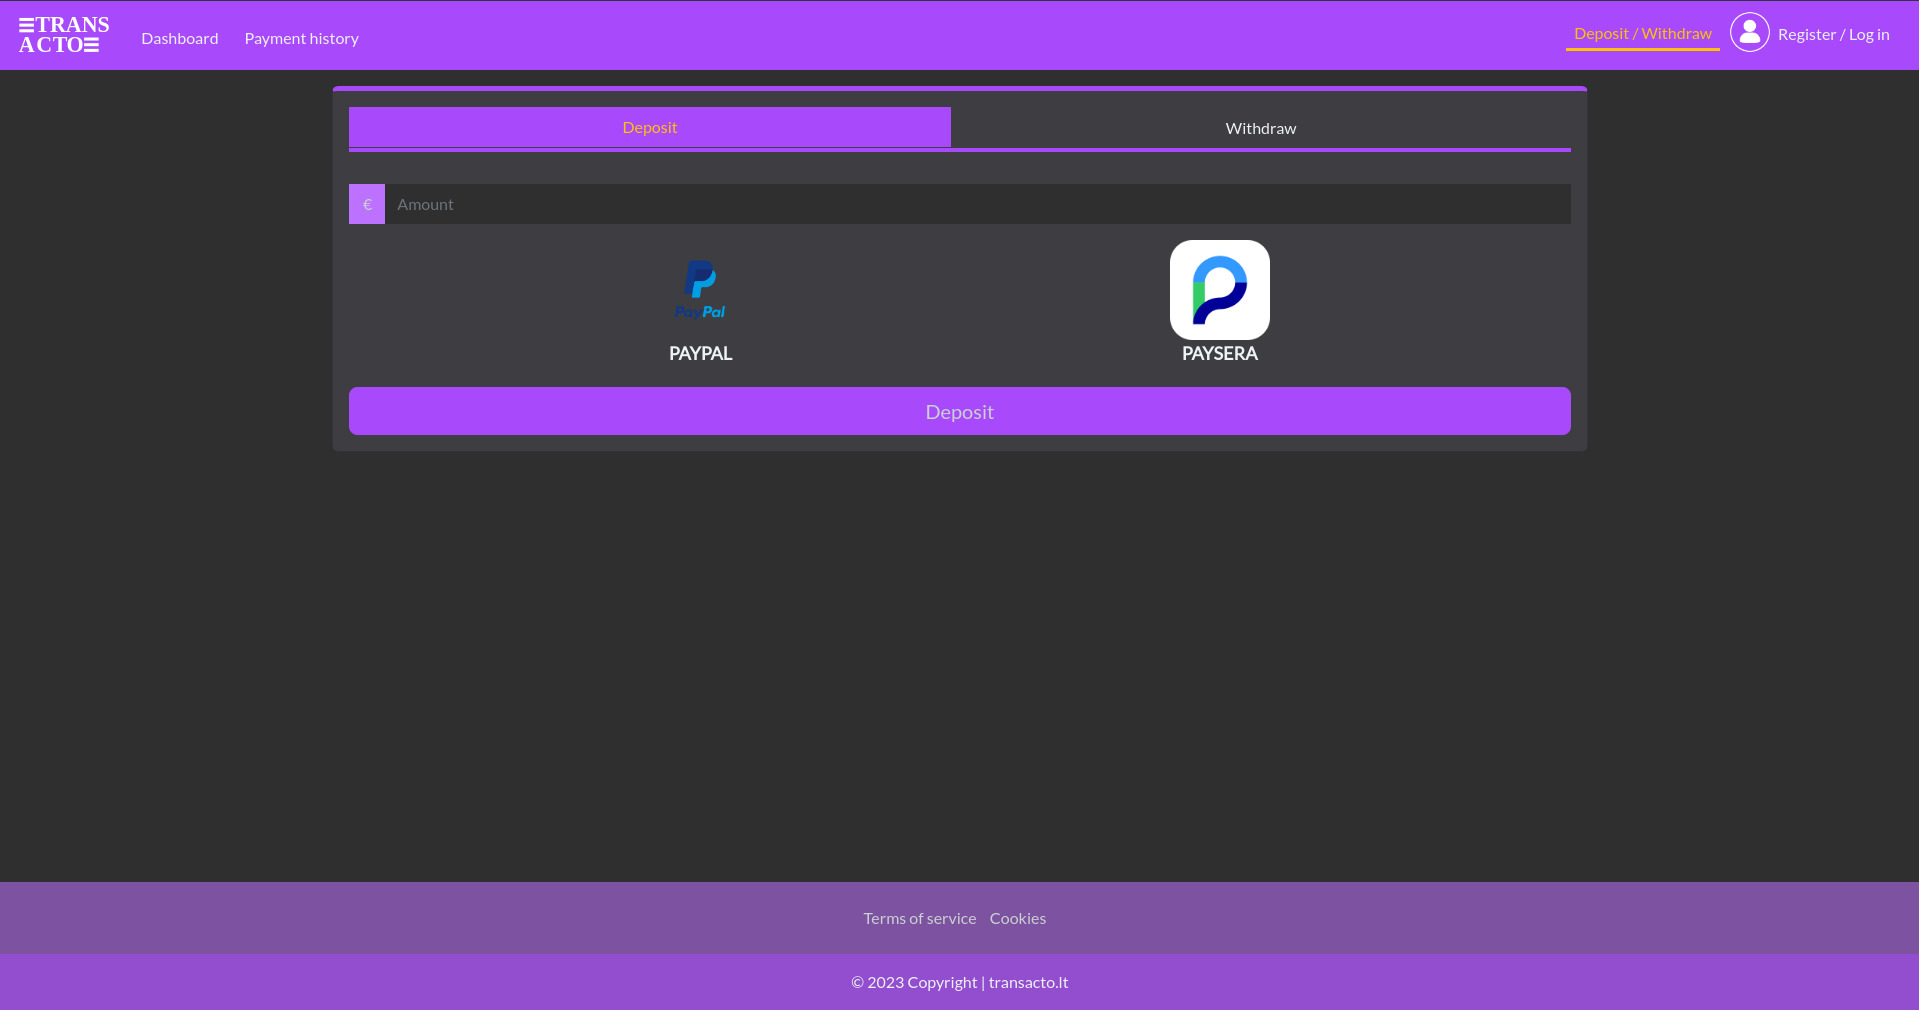 TRANS
ACTO
Dashboard
Payment history
Deposit / Withdraw
Register / Log in
Deposit
Withdraw
€
Amount
PayPal
PAYPAL
PAYSERA
Deposit
Terms of service
Cookies
© 2023 Copyright | transacto.lt